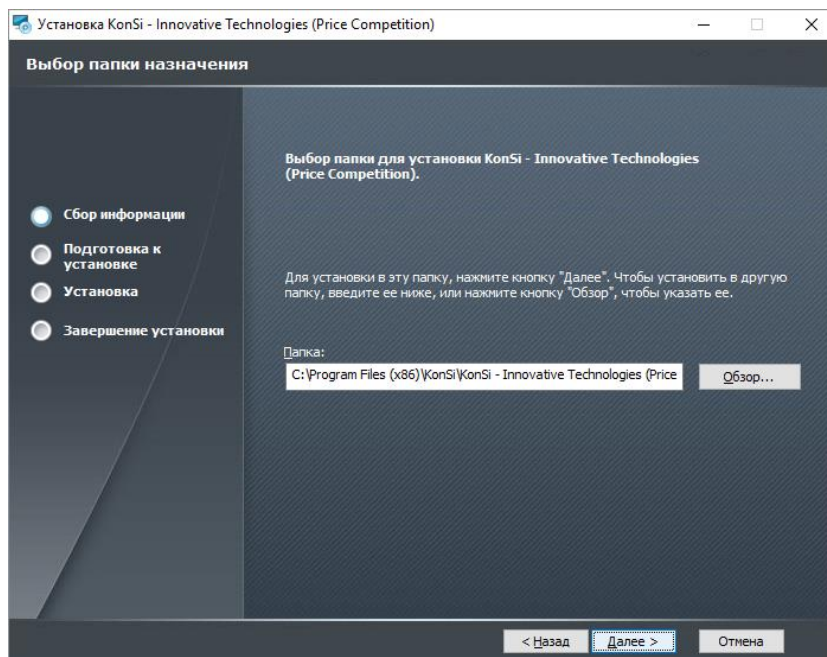 Установка KonSi - Innovative Technologies (Price Competition)
Выбор папки назначения
Выбор папки для установки KonSi - Innovative Technologies
(Price Competition).
Сбор информации
Подготовка к
установке
Установка
Завершение установки
Для установки в эту папку, нажмите кнопку "Далее". Чтобы установить в другую
папку, введите ее ниже, или нажмите кнопку "Обзор", чтобы указать ее.
Папка:
C:\Program Files (x86)\KonSi\KonSi - Innovative Technologies (Price
Обзор...
< Назад
Далее >
Отмена